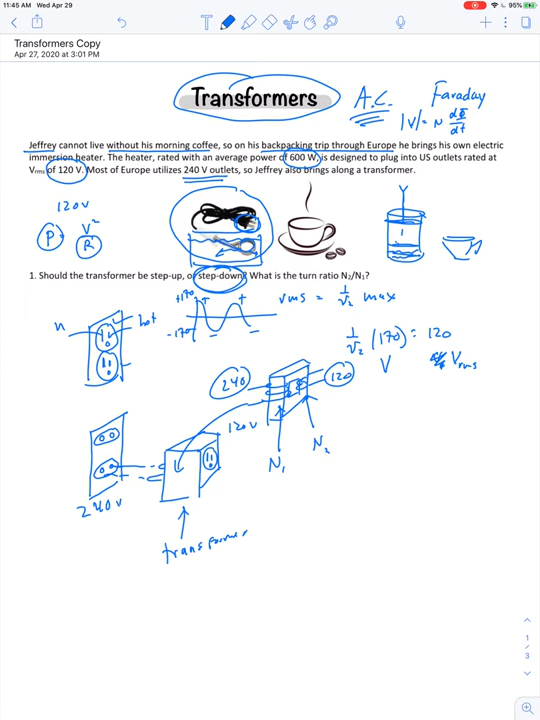 11:45 AM Wed Apr 29
95%
Transformers Copy
Apr 27, 2020 at 3:01 PM
Transformers
A.C.
Faraday
|V| = N dΦ/dt
Jeffrey cannot live without his morning coffee, so on his backpacking trip through Europe he brings his own electric
immersion heater. The heater, rated with an average power of 600 W, is designed to plug into US outlets rated at
Vrms of 120 V. Most of Europe utilizes 240 V outlets, so Jeffrey also brings along a transformer.
120V
P = V²/R
1. Should the transformer be step-up, or step-down? What is the turn ratio N₂/N₁?
+170
-170
+ +
- -
rms = 1/√2 max
n
hot
1/√2 (170) = 120
V
Vrms
240
120
120V
N₁
N₂
240V
transformer
1
/
3